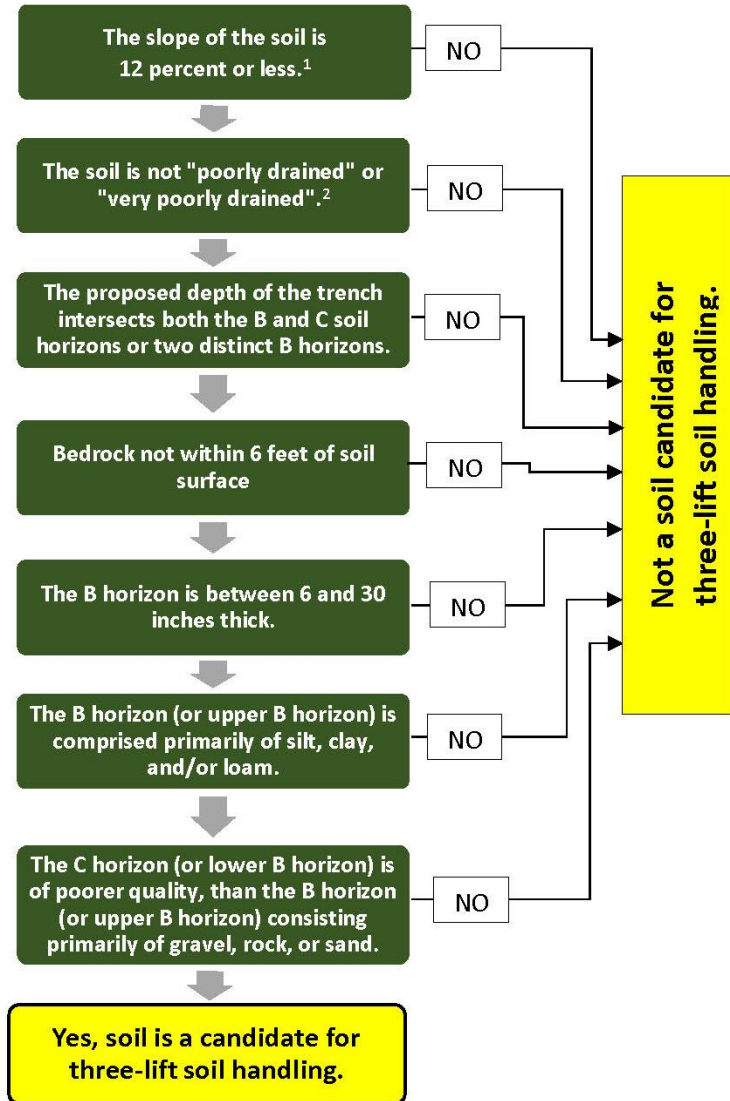 The slope of the soil is
12 percent or less.¹
NO
The soil is not "poorly drained" or
"very poorly drained".²
NO
The proposed depth of the trench
intersects both the B and C soil
horizons or two distinct B horizons.
NO
Bedrock not within 6 feet of soil
surface
NO
The B horizon is between 6 and 30
inches thick.
NO
The B horizon (or upper B horizon) is
comprised primarily of silt, clay,
and/or loam.
NO
The C horizon (or lower B horizon) is
of poorer quality, than the B horizon
(or upper B horizon) consisting
primarily of gravel, rock, or sand.
NO
Yes, soil is a candidate for
three-lift soil handling.
Not a soil candidate for
three-lift soil handling.